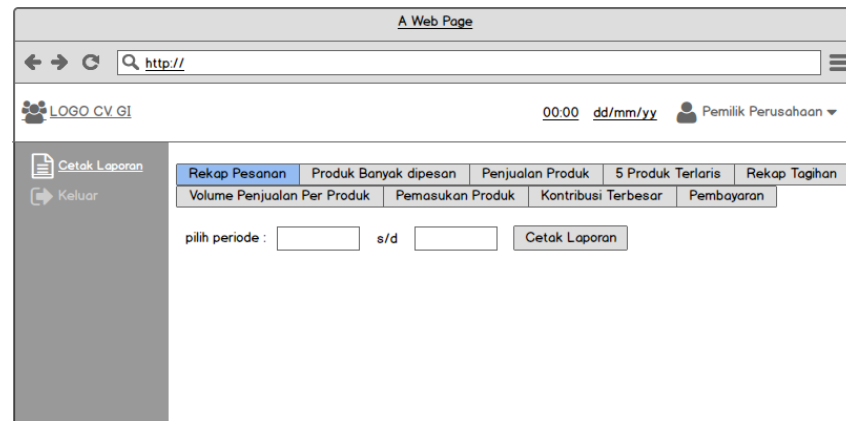 A Web Page
http://
LOGO CV. GI 00:00 dd/mm/yy Pemilik Perusahaan
Cetak Laporan
Keluar
Rekap Pesanan Produk Banyak dipesan Penjualan Produk 5 Produk Terlaris Rekap Tagihan
Volume Penjualan Per Produk Pemasukan Produk Kontribusi Terbesar Pembayaran
pilih periode : s/d Cetak Laporan